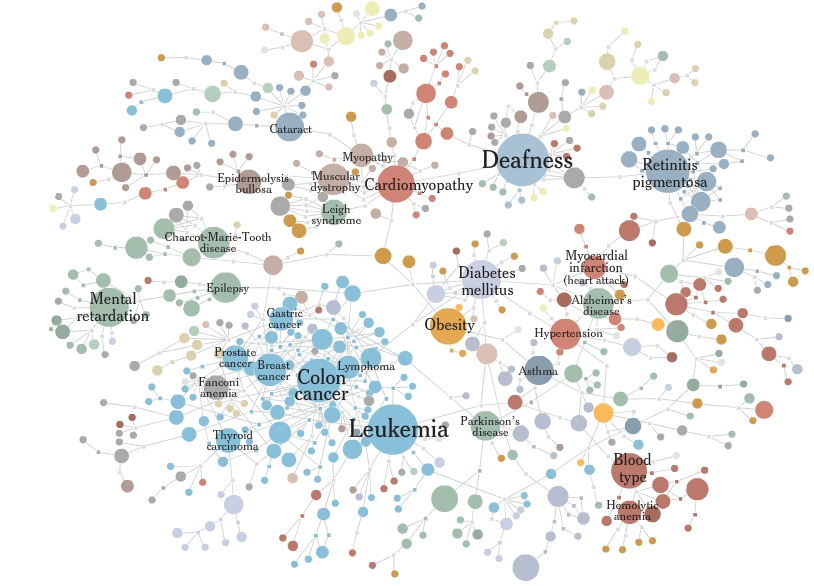 Cataract
Myopathy
Deafness
Retinitis
pigmentosa
Epidermolysis
bullosa
Muscular
dystrophy
Cardiomyopathy
Leigh
syndrome
Charcot-Marie-Tooth
disease
Myocardial
infarction
(heart attack)
Diabetes
mellitus
Mental
retardation
Epilepsy
Alzheimer's
disease
Gastric
cancer
Obesity
Hypertension
Prostate
cancer
Breast
cancer
Lymphoma
Colon
cancer
Asthma
Fanconi
anemia
Leukemia
Parkinson's
disease
Thyroid
carcinoma
Blood
type
Hemolytic
anemia